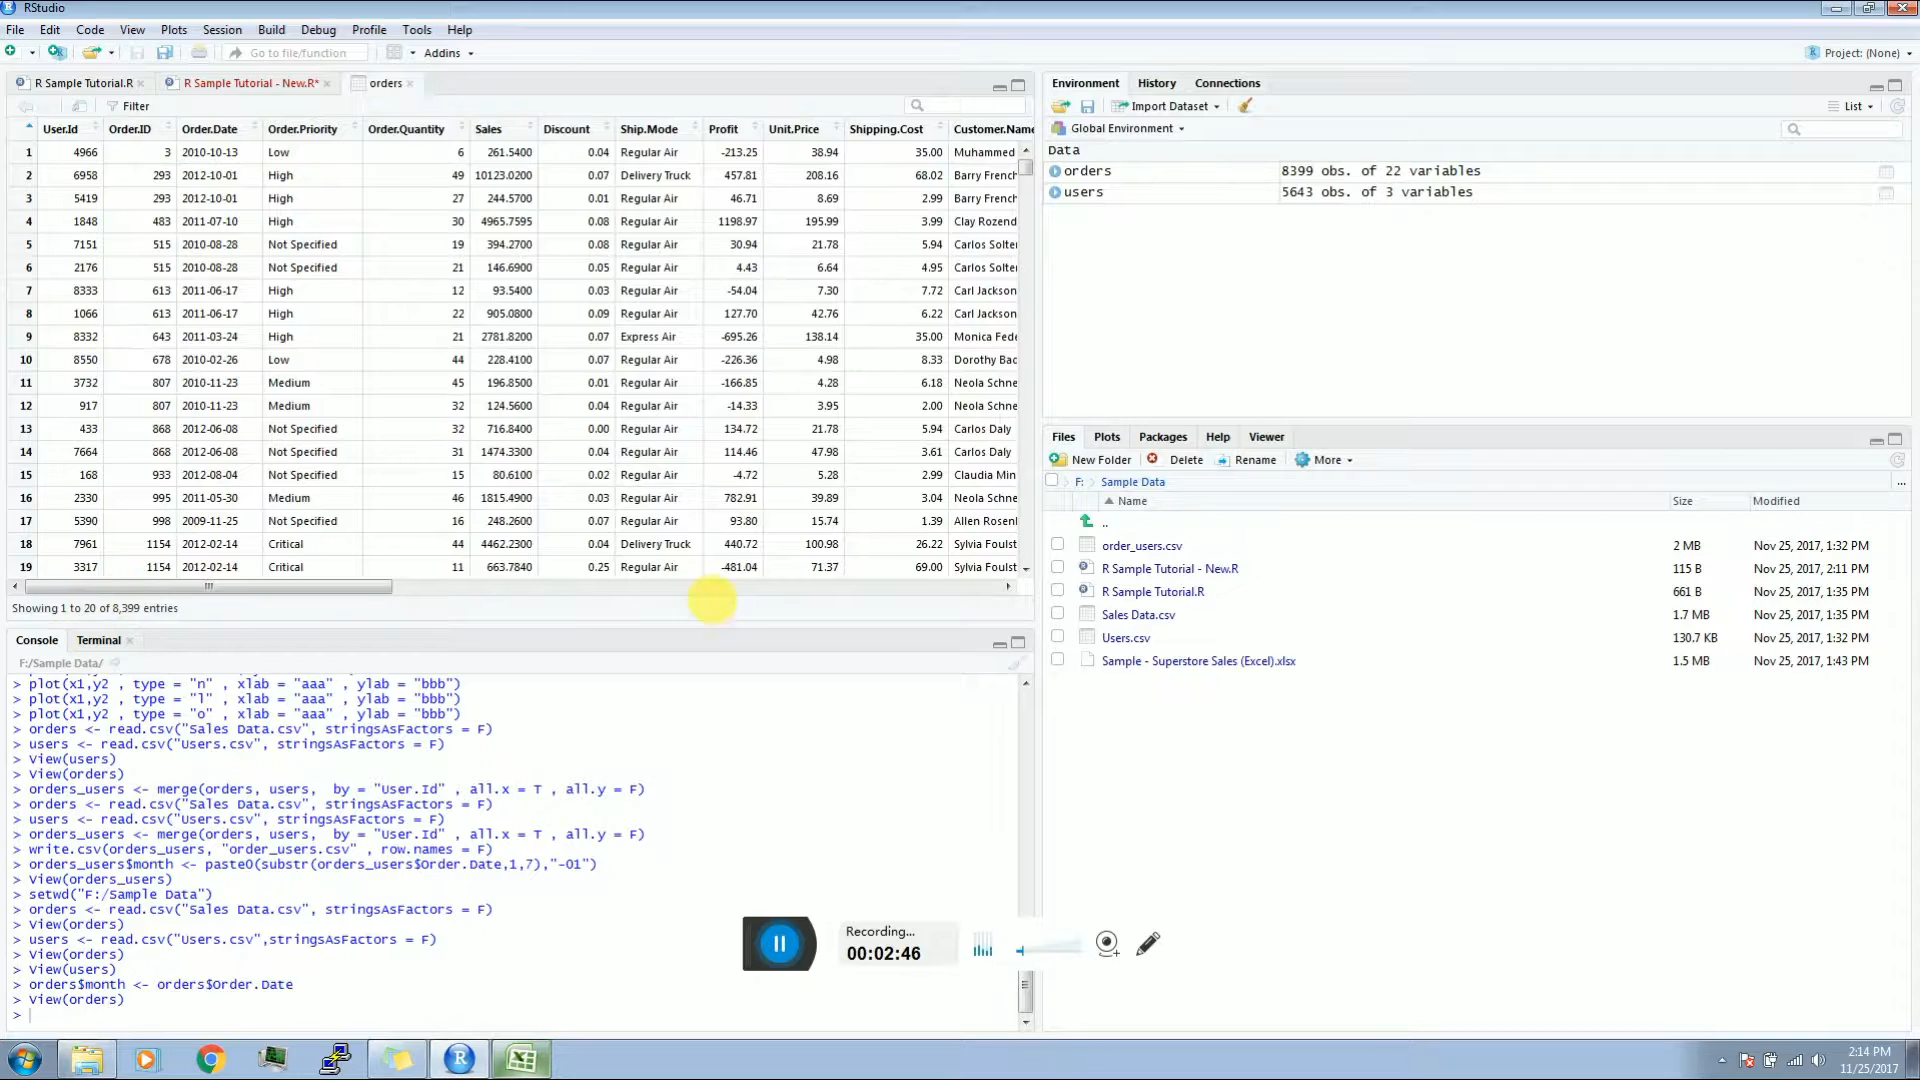 RStudio
File Edit Code View Plots Session Build Debug Profile Tools Help
Go to file/function Addins Project: (None)
R Sample Tutorial.R R Sample Tutorial - New.R* orders
Filter
User.Id Order.ID Order.Date Order.Priority Order.Quantity Sales Discount Ship.Mode Profit Unit.Price Shipping.Cost Customer.Name
1 4966 3 2010-10-13 Low 6 261.5400 0.04 Regular Air -213.25 38.94 35.00 Muhammed
2 6958 293 2012-10-01 High 49 10123.0200 0.07 Delivery Truck 457.81 208.16 68.02 Barry French
3 5419 293 2012-10-01 High 27 244.5700 0.01 Regular Air 46.71 8.69 2.99 Barry French
4 1848 483 2011-07-10 High 30 4965.7595 0.08 Regular Air 1198.97 195.99 3.99 Clay Rozend
5 7151 515 2010-08-28 Not Specified 19 394.2700 0.08 Regular Air 30.94 21.78 5.94 Carlos Solter
6 2176 515 2010-08-28 Not Specified 21 146.6900 0.05 Regular Air 4.43 6.64 4.95 Carlos Solter
7 8333 613 2011-06-17 High 12 93.5400 0.03 Regular Air -54.04 7.30 7.72 Carl Jackson
8 1066 613 2011-06-17 High 22 905.0800 0.09 Regular Air 127.70 42.76 6.22 Carl Jackson
9 8332 643 2011-03-24 High 21 2781.8200 0.07 Express Air -695.26 138.14 35.00 Monica Fede
10 8550 678 2010-02-26 Low 44 228.4100 0.07 Regular Air -226.36 4.98 8.33 Dorothy Bad
11 3732 807 2010-11-23 Medium 45 196.8500 0.01 Regular Air -166.85 4.28 6.18 Neola Schne
12 917 807 2010-11-23 Medium 32 124.5600 0.04 Regular Air -14.33 3.95 2.00 Neola Schne
13 433 868 2012-06-08 Not Specified 32 716.8400 0.00 Regular Air 134.72 21.78 5.94 Carlos Daly
14 7664 868 2012-06-08 Not Specified 31 1474.3300 0.04 Regular Air 114.46 47.98 3.61 Carlos Daly
15 168 933 2012-08-04 Not Specified 15 80.6100 0.02 Regular Air -4.72 5.28 2.99 Claudia Min
16 2330 995 2011-05-30 Medium 46 1815.4900 0.03 Regular Air 782.91 39.89 3.04 Neola Schne
17 5390 998 2009-11-25 Not Specified 16 248.2600 0.07 Regular Air 93.80 15.74 1.39 Allen Rosenl
18 7961 1154 2012-02-14 Critical 44 4462.2300 0.04 Delivery Truck 440.72 100.98 26.22 Sylvia Foulst
19 3317 1154 2012-02-14 Critical 11 663.7840 0.25 Regular Air -481.04 71.37 69.00 Sylvia Foulst
Showing 1 to 20 of 8,399 entries
Console Terminal
F:/Sample Data/
> plot(x1,y2 , type = "n" , xlab = "aaa" , ylab = "bbb")
> plot(x1,y2 , type = "l" , xlab = "aaa" , ylab = "bbb")
> plot(x1,y2 , type = "o" , xlab = "aaa" , ylab = "bbb")
> orders <- read.csv("Sales Data.csv", stringsAsFactors = F)
> users <- read.csv("Users.csv", stringsAsFactors = F)
> View(users)
> View(orders)
> orders_users <- merge(orders, users,  by = "User.Id" , all.x = T , all.y = F)
> orders <- read.csv("Sales Data.csv", stringsAsFactors = F)
> users <- read.csv("Users.csv", stringsAsFactors = F)
> orders_users <- merge(orders, users,  by = "User.Id" , all.x = T , all.y = F)
> write.csv(orders_users, "order_users.csv" , row.names = F)
> orders_users$month <- paste0(substr(orders_users$Order.Date,1,7),"-01")
> View(orders_users)
> setwd("F:/Sample Data")
> orders <- read.csv("Sales Data.csv", stringsAsFactors = F)
> View(orders)
> users <- read.csv("Users.csv",stringsAsFactors = F)
> View(orders)
> View(users)
> orders$month <- orders$Order.Date
> View(orders)
>
Environment History Connections
Import Dataset List
Global Environment
Data
orders 8399 obs. of 22 variables
users 5643 obs. of 3 variables
Files Plots Packages Help Viewer
New Folder Delete Rename More
F: Sample Data ...
Name Size Modified
..
order_users.csv 2 MB Nov 25, 2017, 1:32 PM
R Sample Tutorial - New.R 115 B Nov 25, 2017, 2:11 PM
R Sample Tutorial.R 661 B Nov 25, 2017, 1:35 PM
Sales Data.csv 1.7 MB Nov 25, 2017, 1:35 PM
Users.csv 130.7 KB Nov 25, 2017, 1:32 PM
Sample - Superstore Sales (Excel).xlsx 1.5 MB Nov 25, 2017, 1:43 PM
Recording...
00:02:46
2:14 PM
11/25/2017